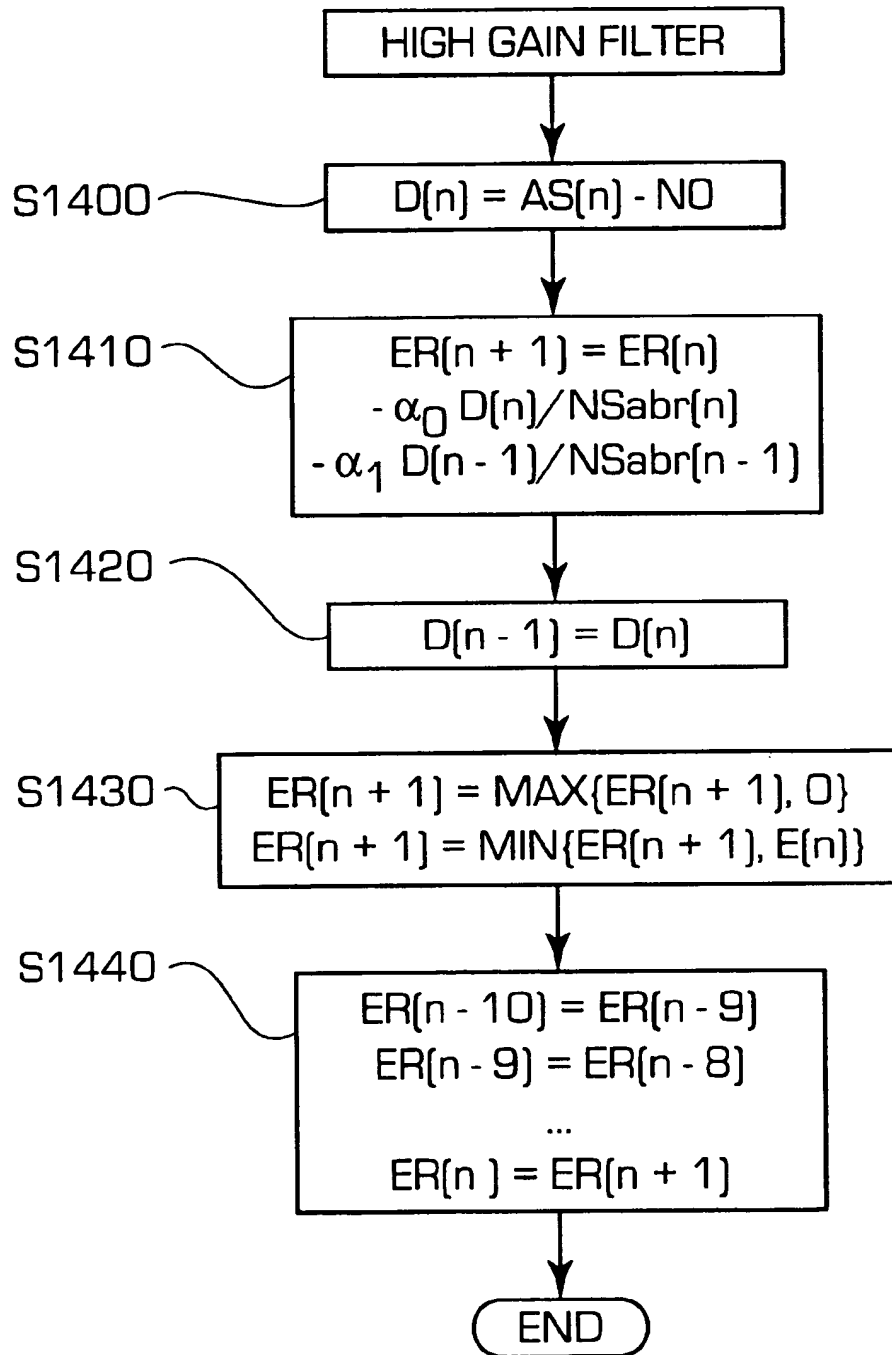 HIGH GAIN FILTER
S1400
D(n) = AS(n) - N0
S1410
ER(n + 1) = ER(n)
- α0 D(n)/NSabr(n)
- α1 D(n - 1)/NSabr(n - 1)
S1420
D(n - 1) = D(n)
S1430
ER(n + 1) = MAX{ER(n + 1), 0}
ER(n + 1) = MIN{ER(n + 1), E(n)}
S1440
ER(n - 10) = ER(n - 9)
ER(n - 9) = ER(n - 8)
...
ER(n ) = ER(n + 1)
END